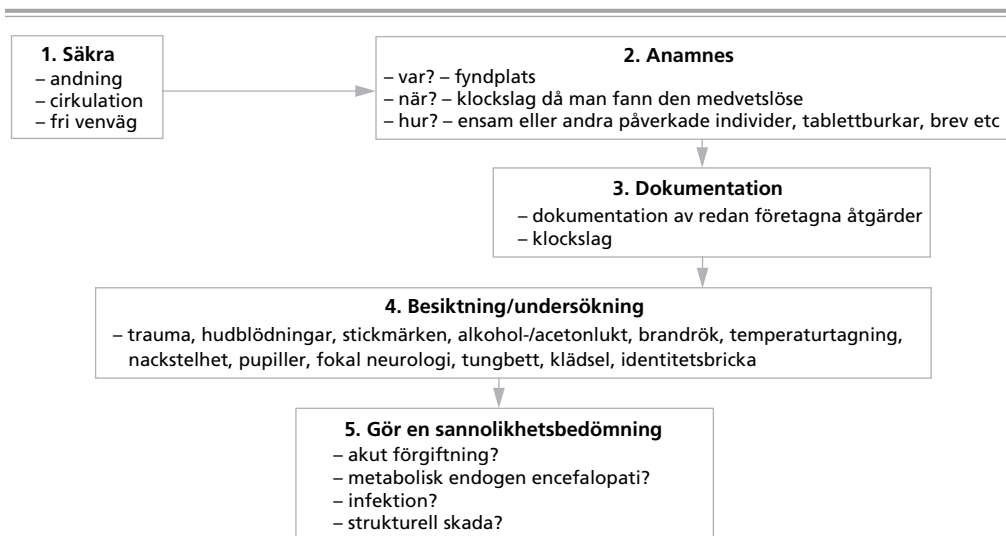 1. Säkra
– andning
– cirkulation
– fri venväg
2. Anamnes
– var? – fyndplats
– när? – klockslag då man fann den medvetslöse
– hur? – ensam eller andra påverkade individer, tablettburkar, brev etc
3. Dokumentation
– dokumentation av redan företagna åtgärder
– klockslag
4. Besiktning/undersökning
– trauma, hudblödningar, stickmärken, alkohol-/acetonlukt, brandrök, temperaturtagning,
nackstelhet, pupiller, fokal neurologi, tungbett, klädsel, identitetsbricka
5. Gör en sannolikhetsbedömning
– akut förgiftning?
– metabolisk endogen encefalopati?
– infektion?
– strukturell skada?